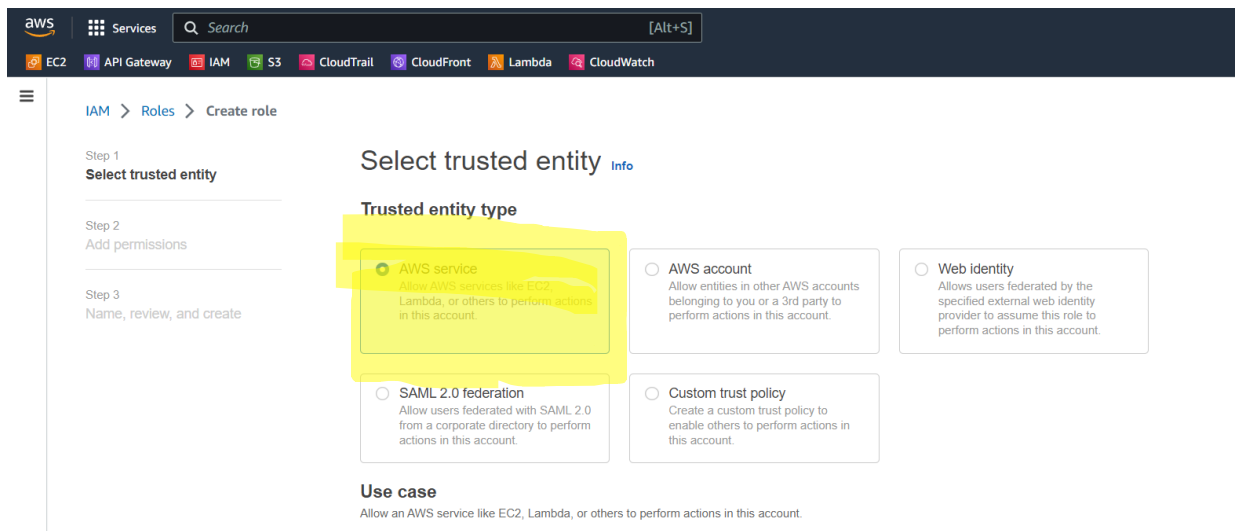 aws Services Search [Alt+S]
EC2 API Gateway IAM S3 CloudTrail CloudFront Lambda CloudWatch
IAM > Roles > Create role
Step 1
Select trusted entity
Step 2
Add permissions
Step 3
Name, review, and create
Select trusted entity Info
Trusted entity type
AWS service
Allow AWS services like EC2,
Lambda, or others to perform actions
in this account.
AWS account
Allow entities in other AWS accounts
belonging to you or a 3rd party to
perform actions in this account.
Web identity
Allows users federated by the
specified external web identity
provider to assume this role to
perform actions in this account.
SAML 2.0 federation
Allow users federated with SAML 2.0
from a corporate directory to perform
actions in this account.
Custom trust policy
Create a custom trust policy to
enable others to perform actions in
this account.
Use case
Allow an AWS service like EC2, Lambda, or others to perform actions in this account.